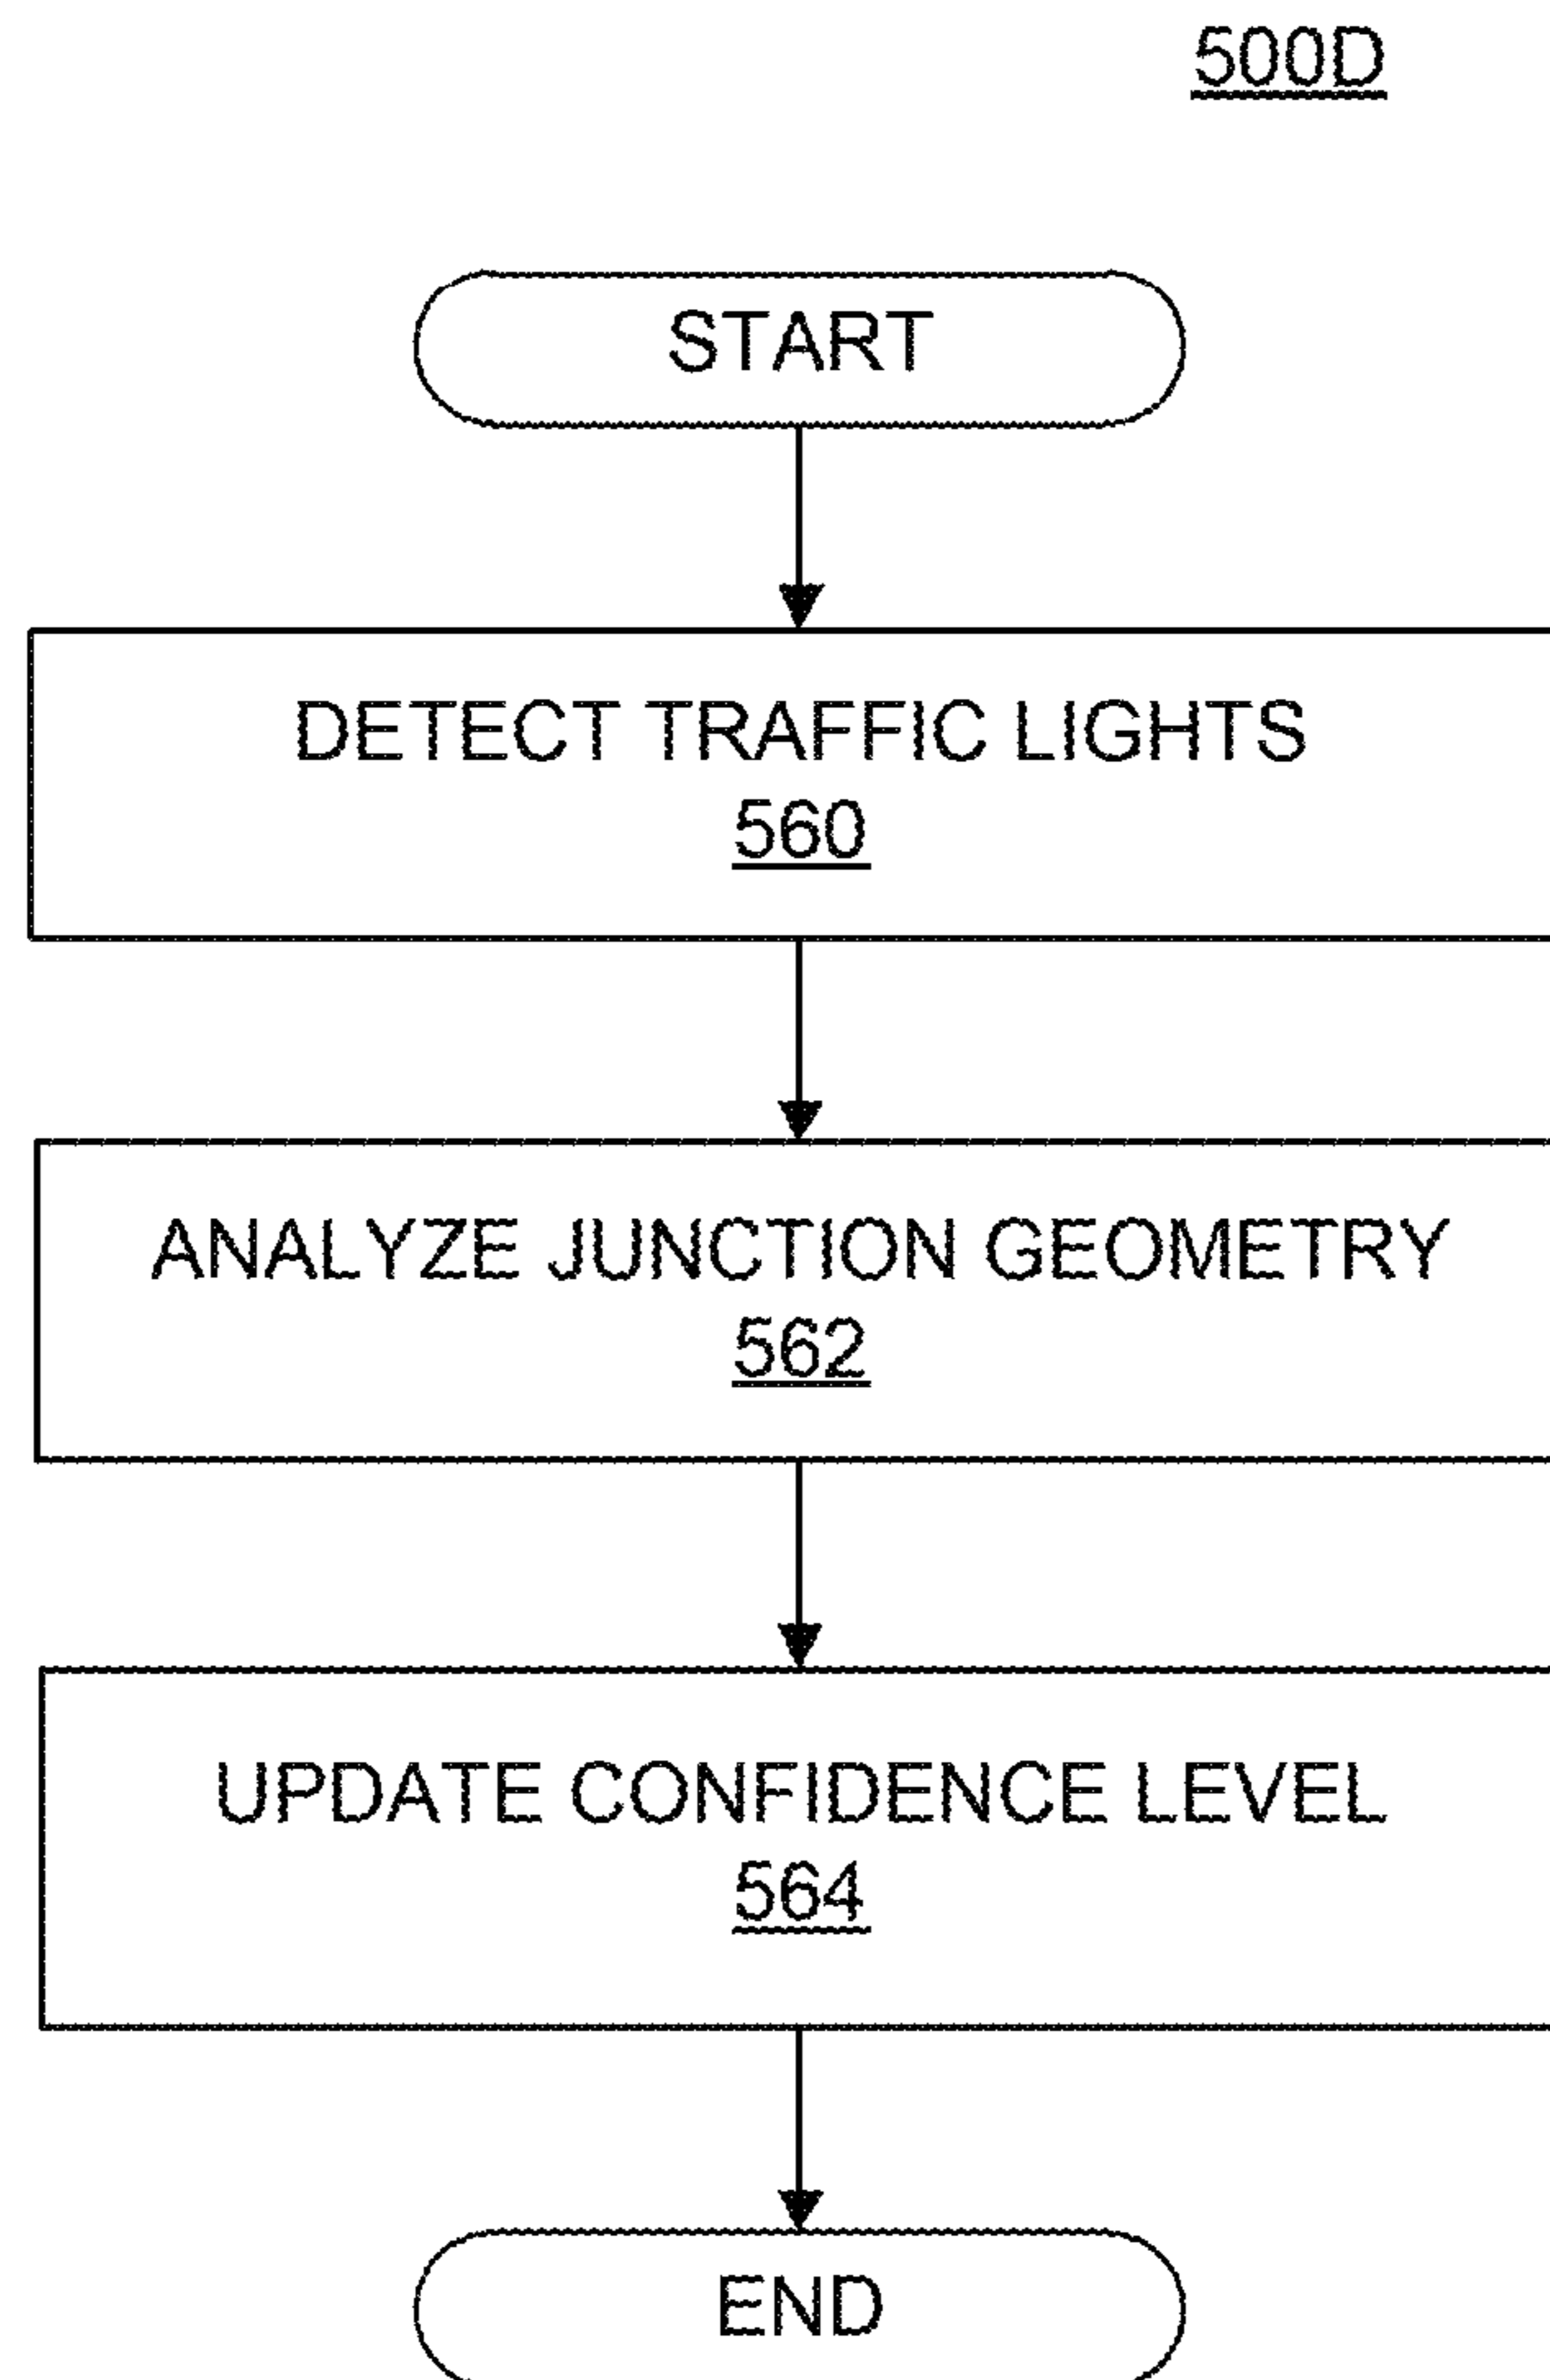 500D
START
DETECT TRAFFIC LIGHTS
560
ANALYZE JUNCTION GEOMETRY
562
UPDATE CONFIDENCE LEVEL
564
END